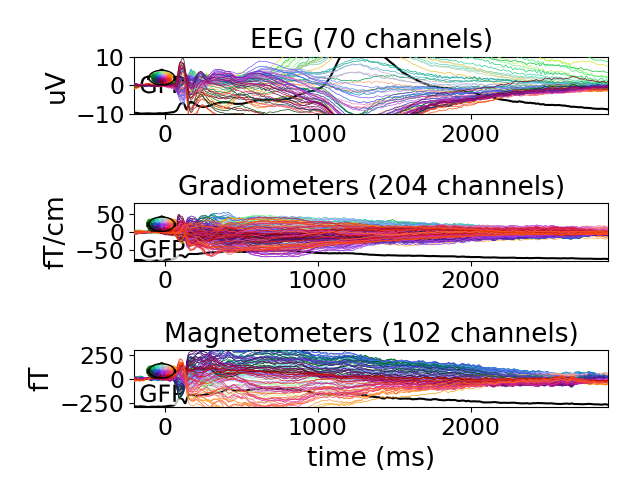 EEG (70 channels)
uV
10
0
−10
GFP
0 1000 2000
Gradiometers (204 channels)
fT/cm
50
0
−50
GFP
0 1000 2000
Magnetometers (102 channels)
fT
250
0
−250
GFP
0 1000 2000
time (ms)